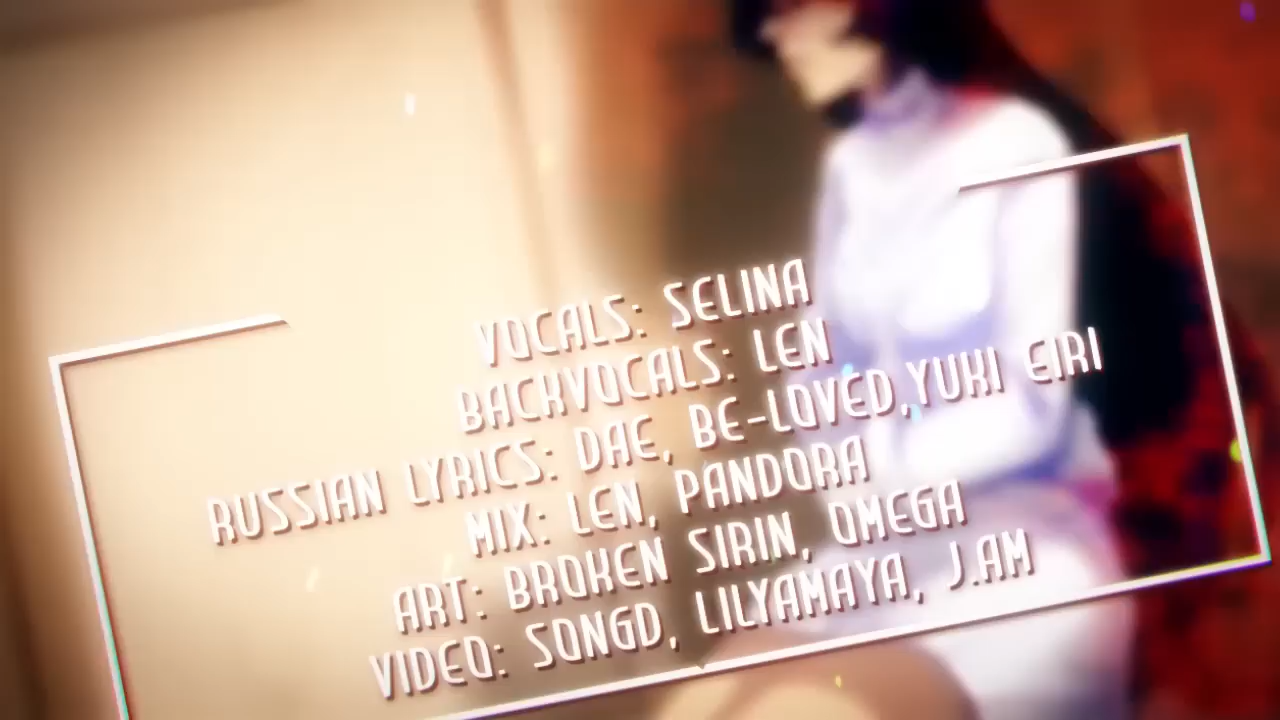 VOCALS: SELINA
BACKVOCALS: LEN
RUSSIAN LYRICS: DAE, BE-LOVED,YUKI EIRI
MIX: LEN, PANDORA
ART: BROKEN SIRIN, OMEGA
VIDEO: SONGD, LILYAMAYA, J.AM